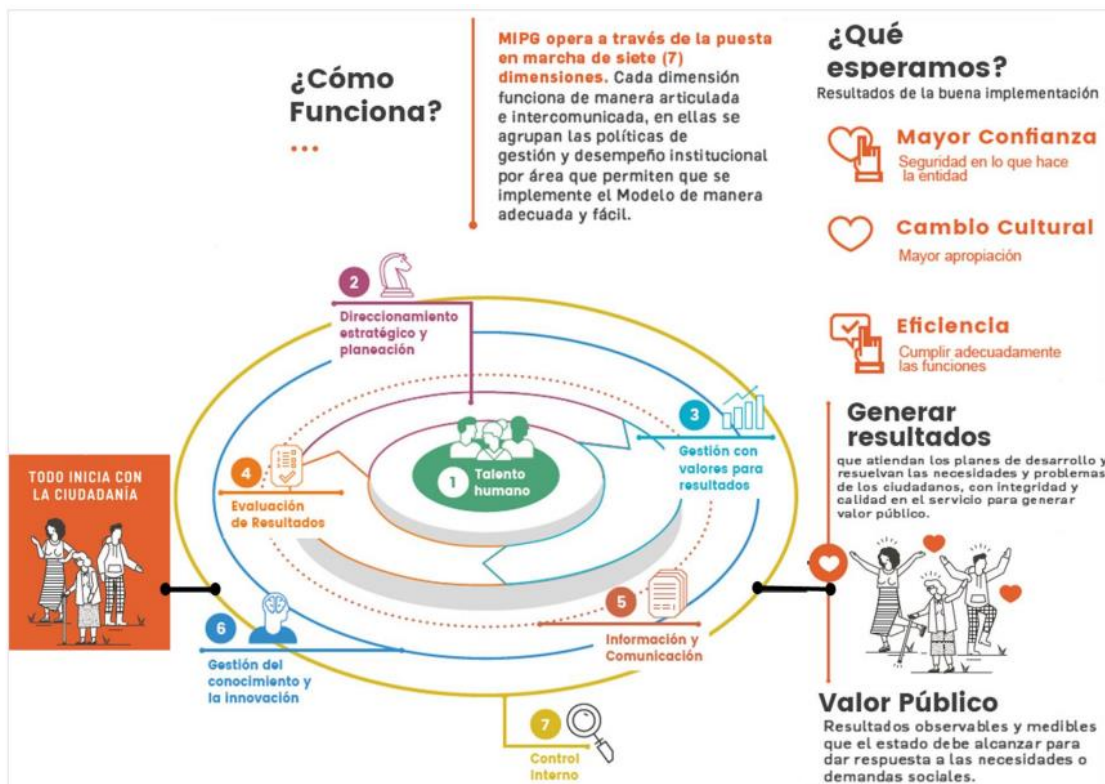 ¿Cómo
Funciona?
MIPG opera a través de la puesta
en marcha de siete (7)
dimensiones. Cada dimensión
funciona de manera articulada
e intercomunicada, en ellas se
agrupan las políticas de
gestión y desempeño institucional
por área que permiten que se
implemente el Modelo de manera
adecuada y fácil.
¿Qué
esperamos?
Resultados de la buena implementación
Mayor Confianza
Seguridad en lo que hace
la entidad
Cambio Cultural
Mayor apropiación
Eficiencia
Cumplir adecuadamente
las funciones
2
Direccionamiento
estratégico y
planeación
3
Gestión con
valores para
resultados
1 Talento
humano
4
Evaluación
de Resultados
TODO INICIA CON
LA CIUDADANÍA
5
Información y
Comunicación
6
Gestión del
conocimiento y
la innovación
7
Control
Interno
Generar
resultados
que atiendan los planes de desarrollo y
resuelvan las necesidades y problemas
de los ciudadanos, con integridad y
calidad en el servicio para generar
valor público.
Valor Público
Resultados observables y medibles
que el estado debe alcanzar para
dar respuesta a las necesidades o
demandas sociales.